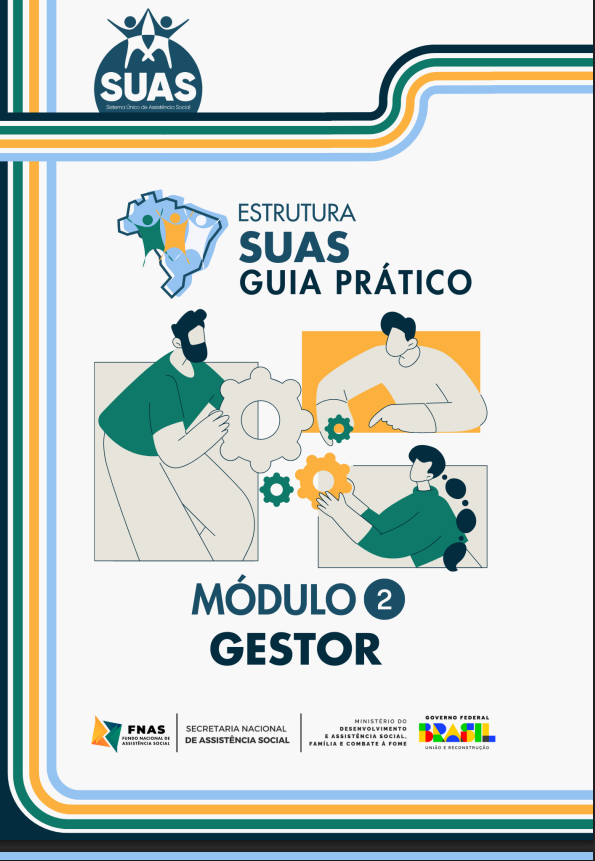 SUAS
Sistema Único de Assistência Social
ESTRUTURA
SUAS
GUIA PRÁTICO
MÓDULO 2
GESTOR
FNAS
FUNDO NACIONAL DE
ASSISTÊNCIA SOCIAL
SECRETARIA NACIONAL
DE ASSISTÊNCIA SOCIAL
MINISTÉRIO DO
DESENVOLVIMENTO
E ASSISTÊNCIA SOCIAL,
FAMÍLIA E COMBATE À FOME
GOVERNO FEDERAL
BRASIL
UNIÃO E RECONSTRUÇÃO